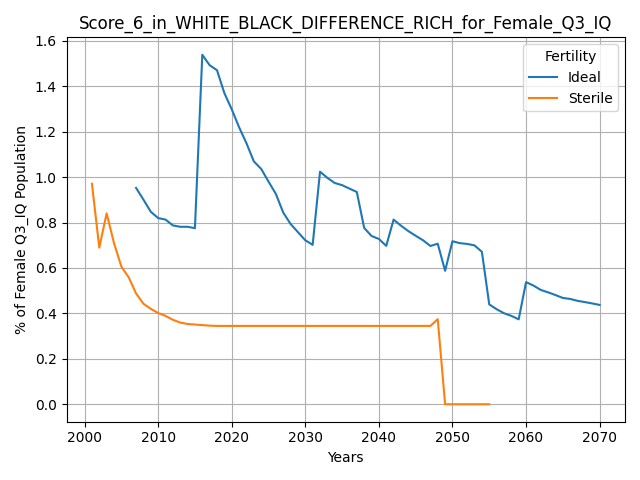 Score_6_in_WHITE_BLACK_DIFFERENCE_RICH_for_Female_Q3_IQ
Fertility
Ideal
Sterile
% of Female Q3_IQ Population
1.6
1.4
1.2
1.0
0.8
0.6
0.4
0.2
0.0
2000 2010 2020 2030 2040 2050 2060 2070
Years